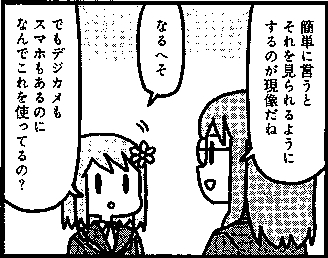 簡単に言うと
それを見られるように
するのが現像だね
なるへそ
でもデジカメも
スマホもあるのに
なんでこれを使ってるの？